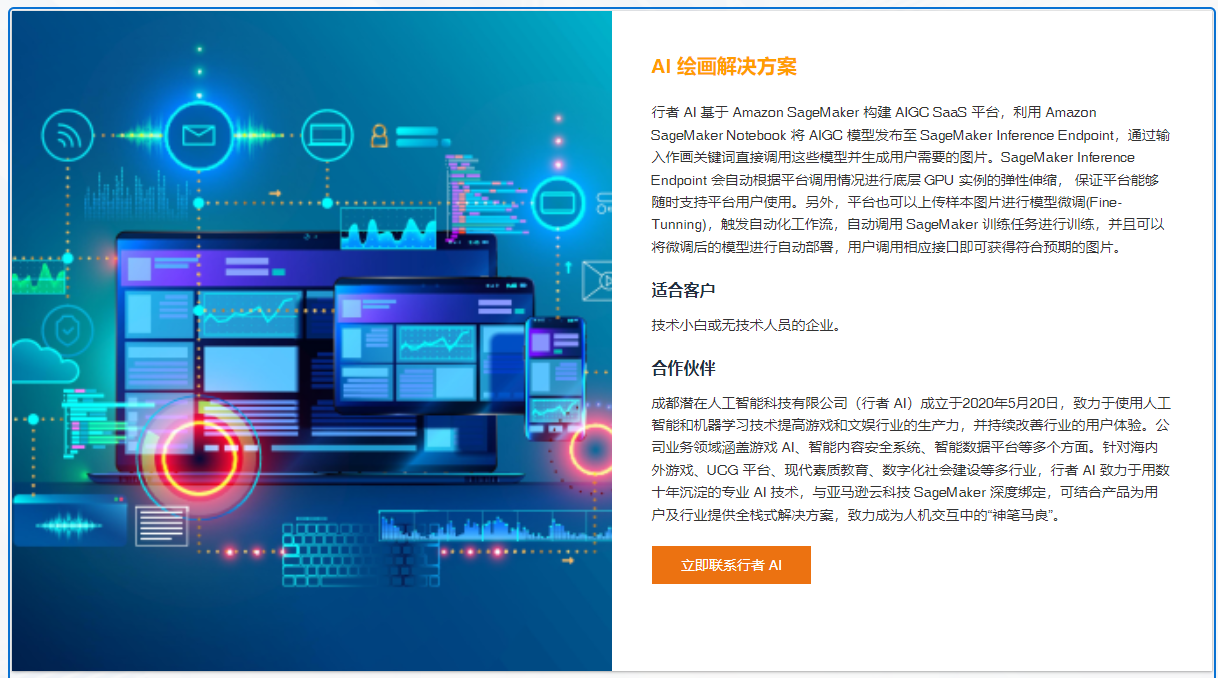 AI 绘画解决方案
行者 AI 基于 Amazon SageMaker 构建 AIGC SaaS 平台，利用 Amazon
SageMaker Notebook 将 AIGC 模型发布至 SageMaker Inference Endpoint，通过输
入作画关键词直接调用这些模型并生成用户需要的图片。SageMaker Inference
Endpoint 会自动根据平台调用情况进行底层 GPU 实例的弹性伸缩， 保证平台能够
随时支持平台用户使用。另外，平台也可以上传样本图片进行模型微调(Fine-
Tunning)，触发自动化工作流，自动调用 SageMaker 训练任务进行训练，并且可以
将微调后的模型进行自动部署，用户调用相应接口即可获得符合预期的图片。
适合客户
技术小白或无技术人员的企业。
合作伙伴
成都潜在人工智能科技有限公司（行者 AI）成立于2020年5月20日，致力于使用人工
智能和机器学习技术提高游戏和文娱行业的生产力，并持续改善行业的用户体验。公
司业务领域涵盖游戏 AI、智能内容安全系统、智能数据平台等多个方面。针对海内
外游戏、UCG 平台、现代素质教育、数字化社会建设等多行业，行者 AI 致力于用数
十年沉淀的专业 AI 技术，与亚马逊云科技 SageMaker 深度绑定，可结合产品为用
户及行业提供全栈式解决方案，致力成为人机交互中的“神笔马良”。
立即联系行者 AI